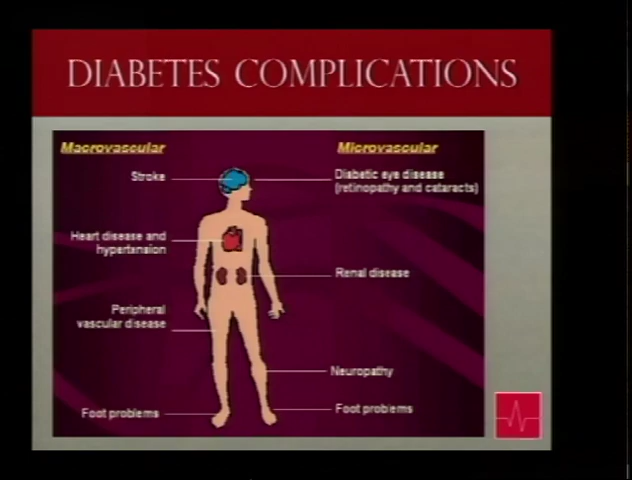 DIABETES COMPLICATIONS
Macrovascular
Microvascular
Stroke
Diabetic eye disease
(retinopathy and cataracts)
Heart disease and
hypertension
Renal disease
Peripheral
vascular disease
Neuropathy
Foot problems
Foot problems